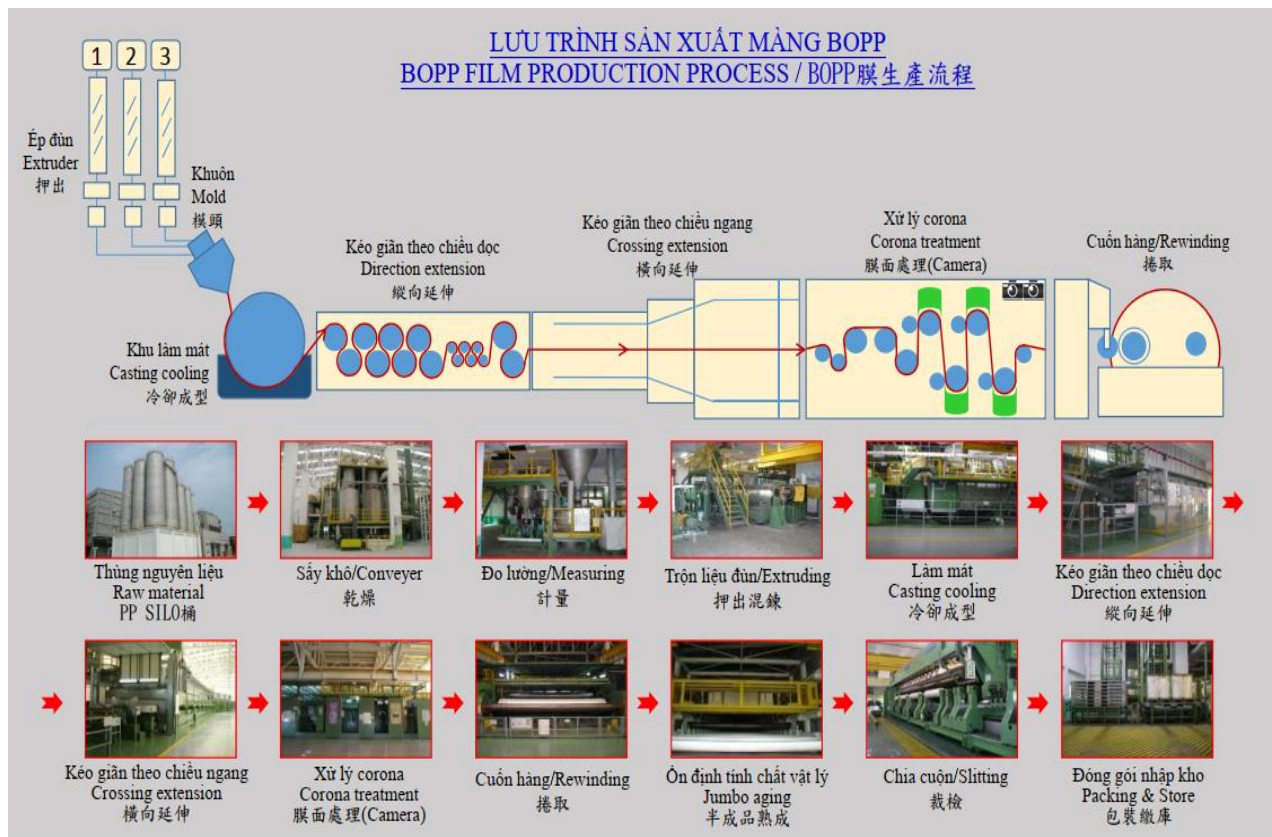 LƯU TRÌNH SẢN XUẤT MÀNG BOPP
BOPP FILM PRODUCTION PROCESS / BOPP膜生產流程
1 2 3
Ép đùn
Extruder
押出
Khuôn
Mold
模頭
Khu làm mát
Casting cooling
冷卻成型
Kéo giãn theo chiều dọc
Direction extension
縱向延伸
Kéo giãn theo chiều ngang
Crossing extension
橫向延伸
Xử lý corona
Corona treatment
膜面處理(Camera)
Cuốn hàng/Rewinding
捲取
Thùng nguyên liệu
Raw material
PP SILO桶
Sấy khô/Conveyer
乾燥
Đo lường/Measuring
計量
Trộn liệu đùn/Extruding
押出混鍊
Làm mát
Casting cooling
冷卻成型
Kéo giãn theo chiều dọc
Direction extension
縱向延伸
Kéo giãn theo chiều ngang
Crossing extension
橫向延伸
Xử lý corona
Corona treatment
膜面處理(Camera)
Cuốn hàng/Rewinding
捲取
Ổn định tính chất vật lý
Jumbo aging
半成品熟成
Chia cuộn/Slitting
裁檢
Đóng gói nhập kho
Packing & Store
包裝繳庫